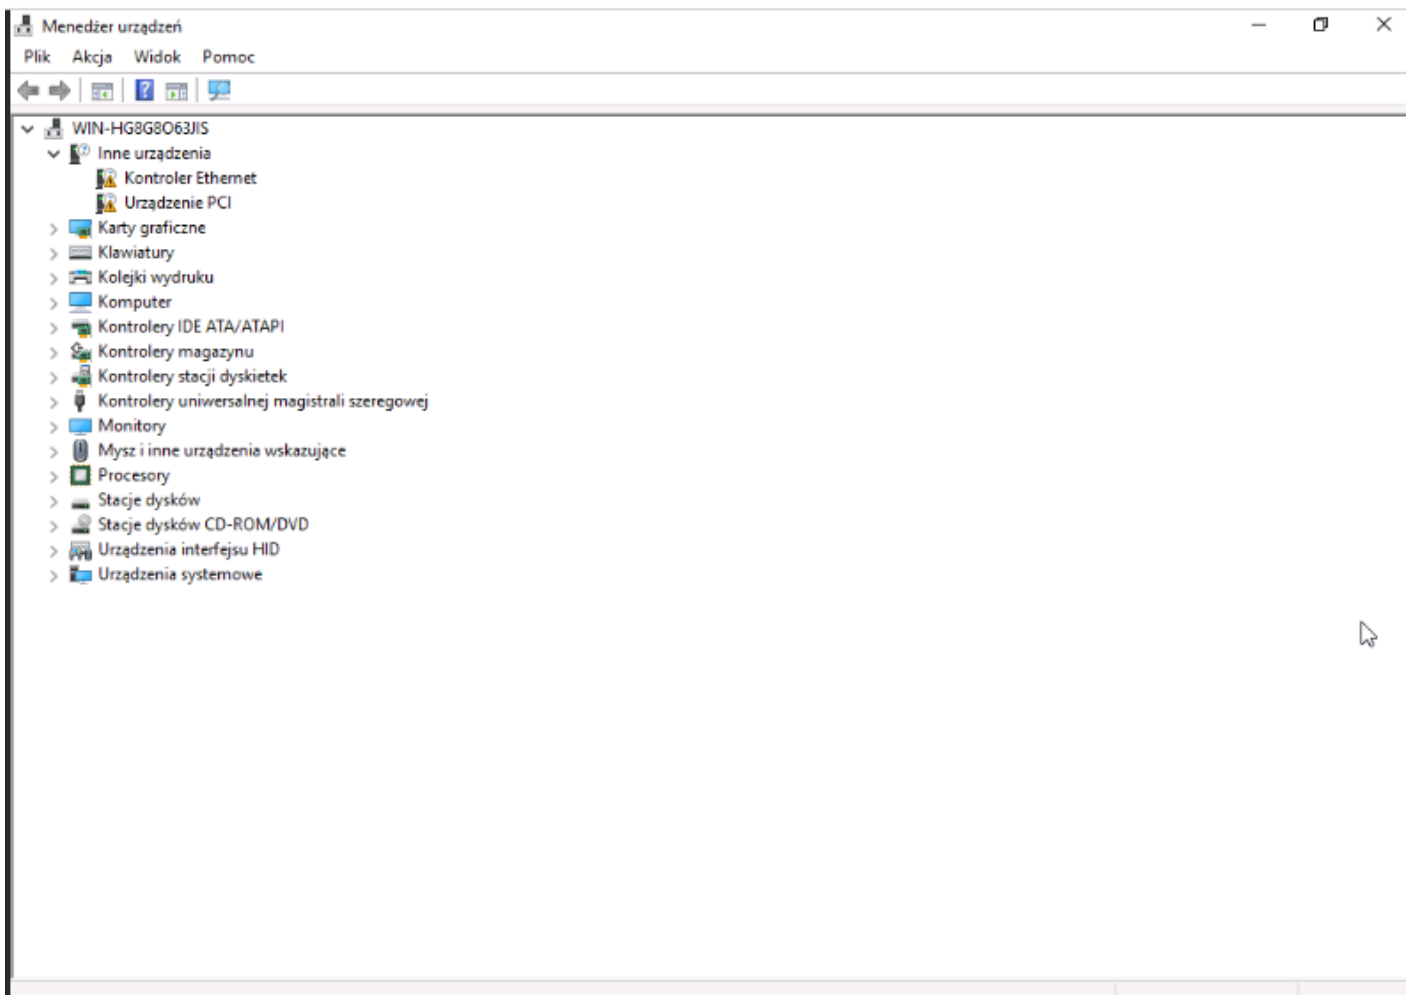 Menedżer urządzeń
Plik Akcja Widok Pomoc
WIN-HG8G8O63JIS
Inne urządzenia
Kontroler Ethernet
Urządzenie PCI
Karty graficzne
Klawiatury
Kolejki wydruku
Komputer
Kontrolery IDE ATA/ATAPI
Kontrolery magazynu
Kontrolery stacji dyskietek
Kontrolery uniwersalnej magistrali szeregowej
Monitory
Mysz i inne urządzenia wskazujące
Procesory
Stacje dysków
Stacje dysków CD-ROM/DVD
Urządzenia interfejsu HID
Urządzenia systemowe